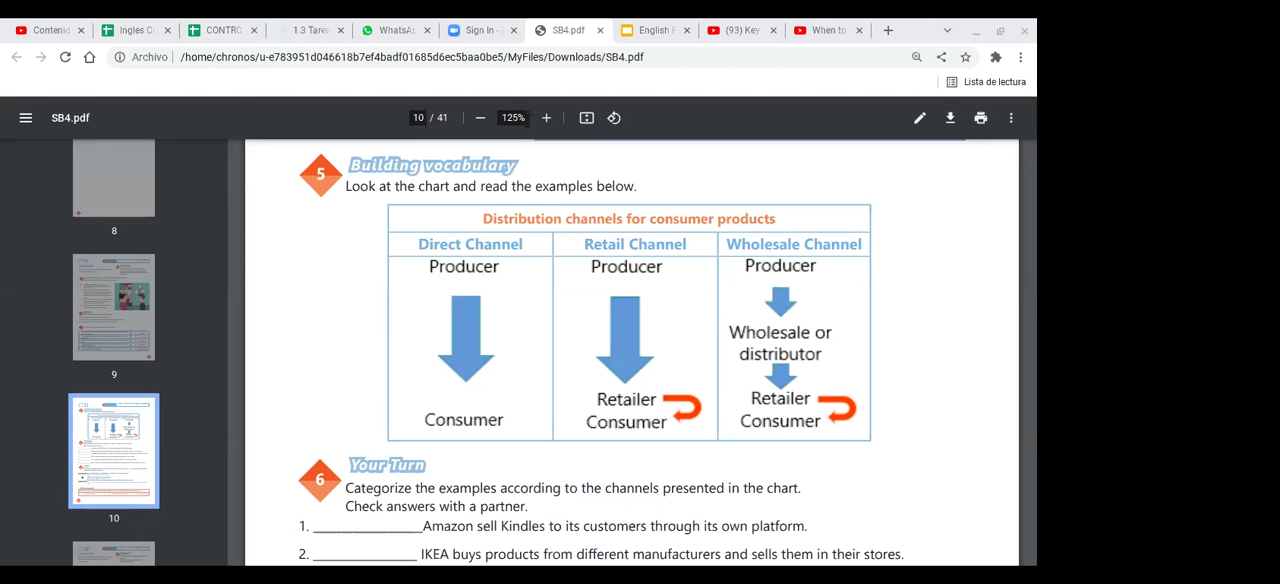 Contenid
Ingles C
CONTRO
1.3 Tarea
WhatsAp
Sign In -
SB4.pdf
English F
(93) Key
When to
Archivo
/home/chronos/u-e783951d046618b7ef4badf01685d6ec5baa0be5/MyFiles/Downloads/SB4.pdf
Lista de lectura
SB4.pdf
10 / 41
125%
8
9
10
5 Building vocabulary
Look at the chart and read the examples below.
Distribution channels for consumer products
Direct Channel
Retail Channel
Wholesale Channel
Producer
Consumer
Producer
Retailer
Consumer
Producer
Wholesale or
distributor
Retailer
Consumer
6 Your Turn
Categorize the examples according to the channels presented in the chart.
Check answers with a partner.
1. ________________Amazon sell Kindles to its customers through its own platform.
2. _______________ IKEA buys products from different manufacturers and sells them in their stores.